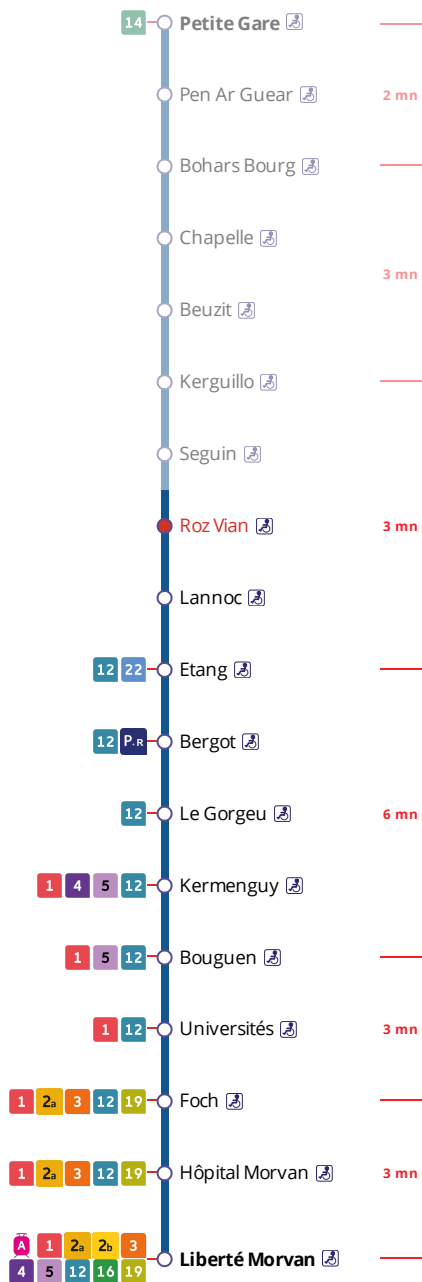 14 Petite Gare
Pen Ar Guear 2 mn
Bohars Bourg
Chapelle
3 mn
Beuzit
Kerguillo
Seguin
Roz Vian 3 mn
Lannoc
12 22 Etang
12 P.R Bergot
12 Le Gorgeu 6 mn
1 4 5 12 Kermenguy
1 5 12 Bouguen
1 12 Universités 3 mn
1 2a 3 12 19 Foch
1 2a 3 12 19 Hôpital Morvan 3 mn
A 1 2a 2b 3
4 5 12 16 19 Liberté Morvan